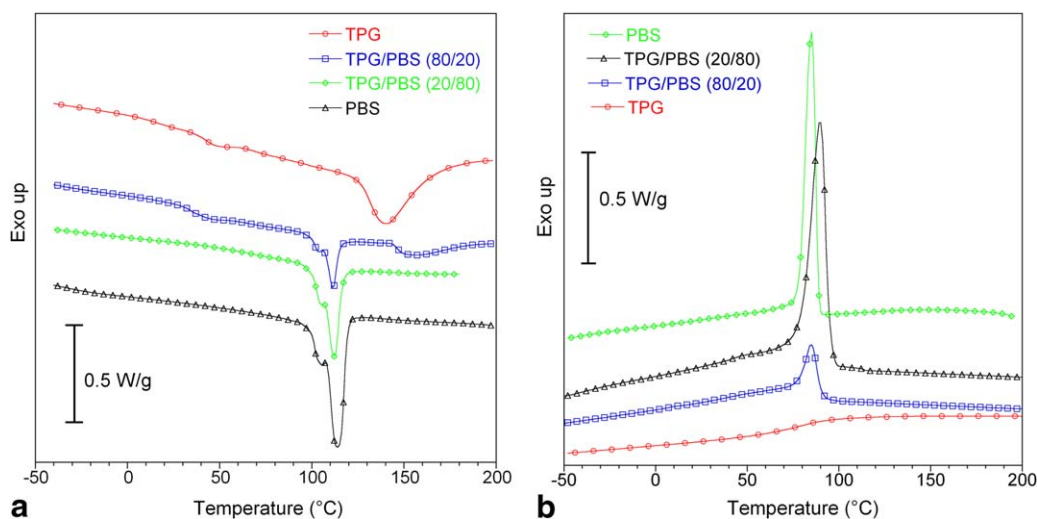 TPG
TPG/PBS (80/20)
TPG/PBS (20/80)
PBS
Exo up
0.5 W/g
-50 0 50 100 150 200
Temperature (°C)
a
PBS
TPG/PBS (20/80)
TPG/PBS (80/20)
TPG
Exo up
0.5 W/g
-50 0 50 100 150 200
Temperature (°C)
b